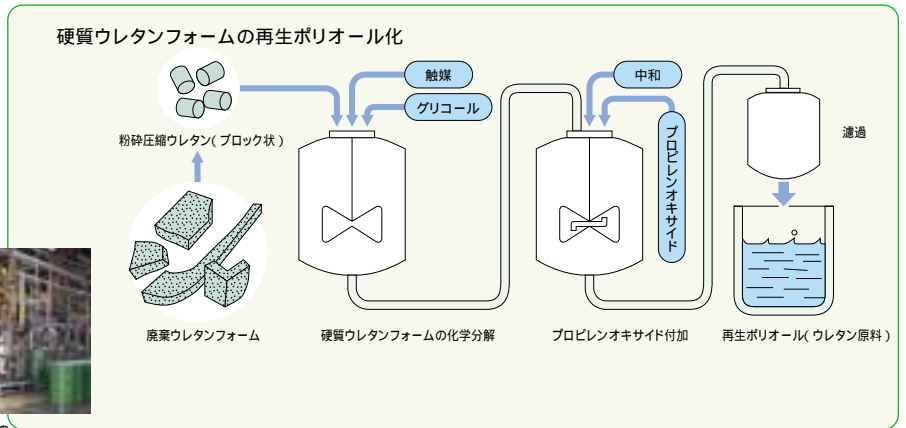 硬質ウレタンフォームの再生ポリオール化
触媒
グリコール
粉砕圧縮ウレタン(ブロック状)
廃棄ウレタンフォーム
硬質ウレタンフォームの化学分解
中和
プロピレンオキサイド
プロピレンオキサイド付加
濾過
再生ポリオール(ウレタン原料)
の